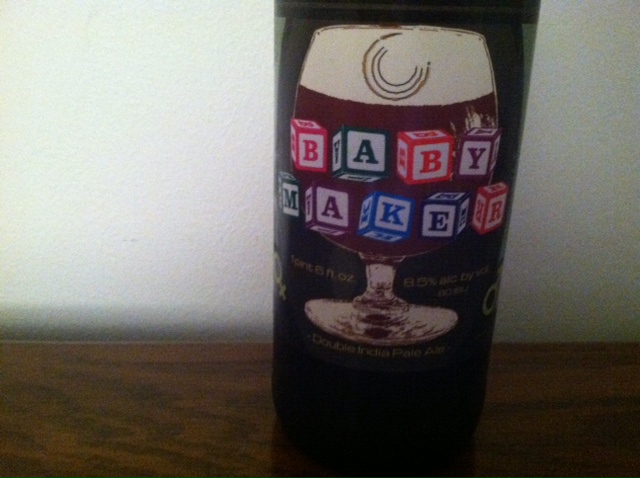 BABY
MAKER
1pint 6 fl. oz
8.5% alc. by vol.
Double India Pale Ale